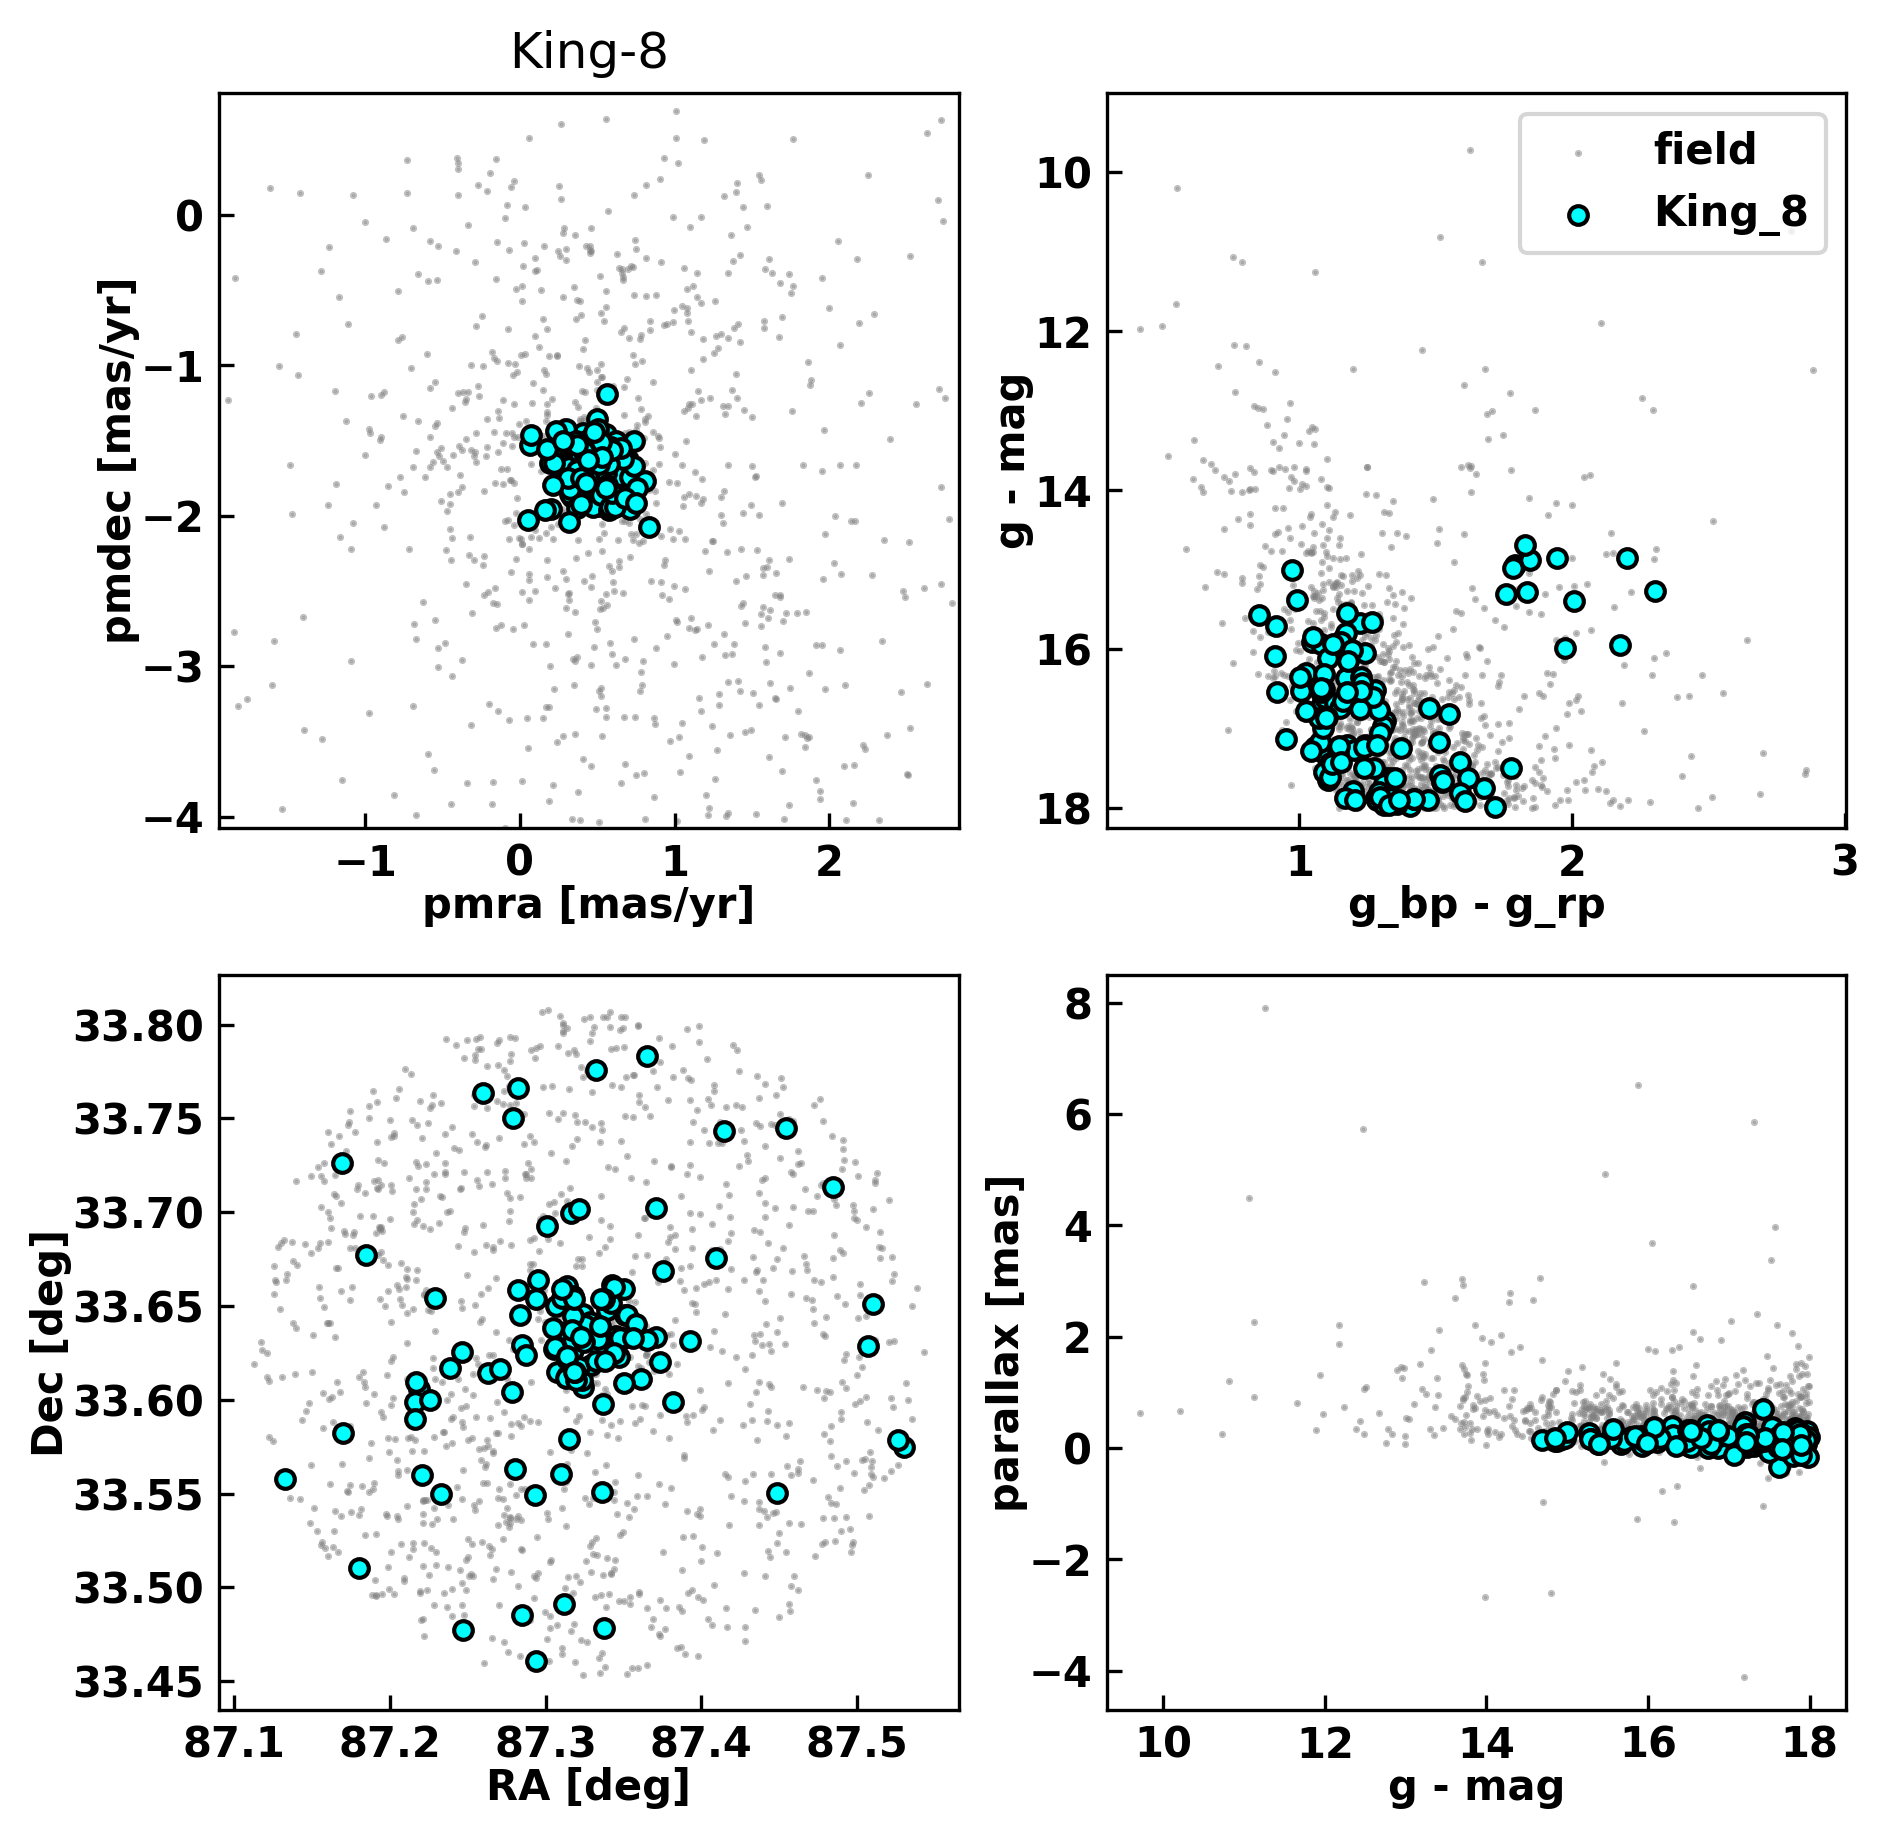 King-8
0
−1
−2
−3
−4
pmdec [mas/yr]
−1 0 1 2
pmra [mas/yr]
field
King_8
10
12
14
16
18
g - mag
1 2 3
g_bp - g_rp
33.80
33.75
33.70
33.65
33.60
33.55
33.50
33.45
Dec [deg]
87.1 87.2 87.3 87.4 87.5
RA [deg]
8
6
4
2
0
−2
−4
parallax [mas]
10 12 14 16 18
g - mag